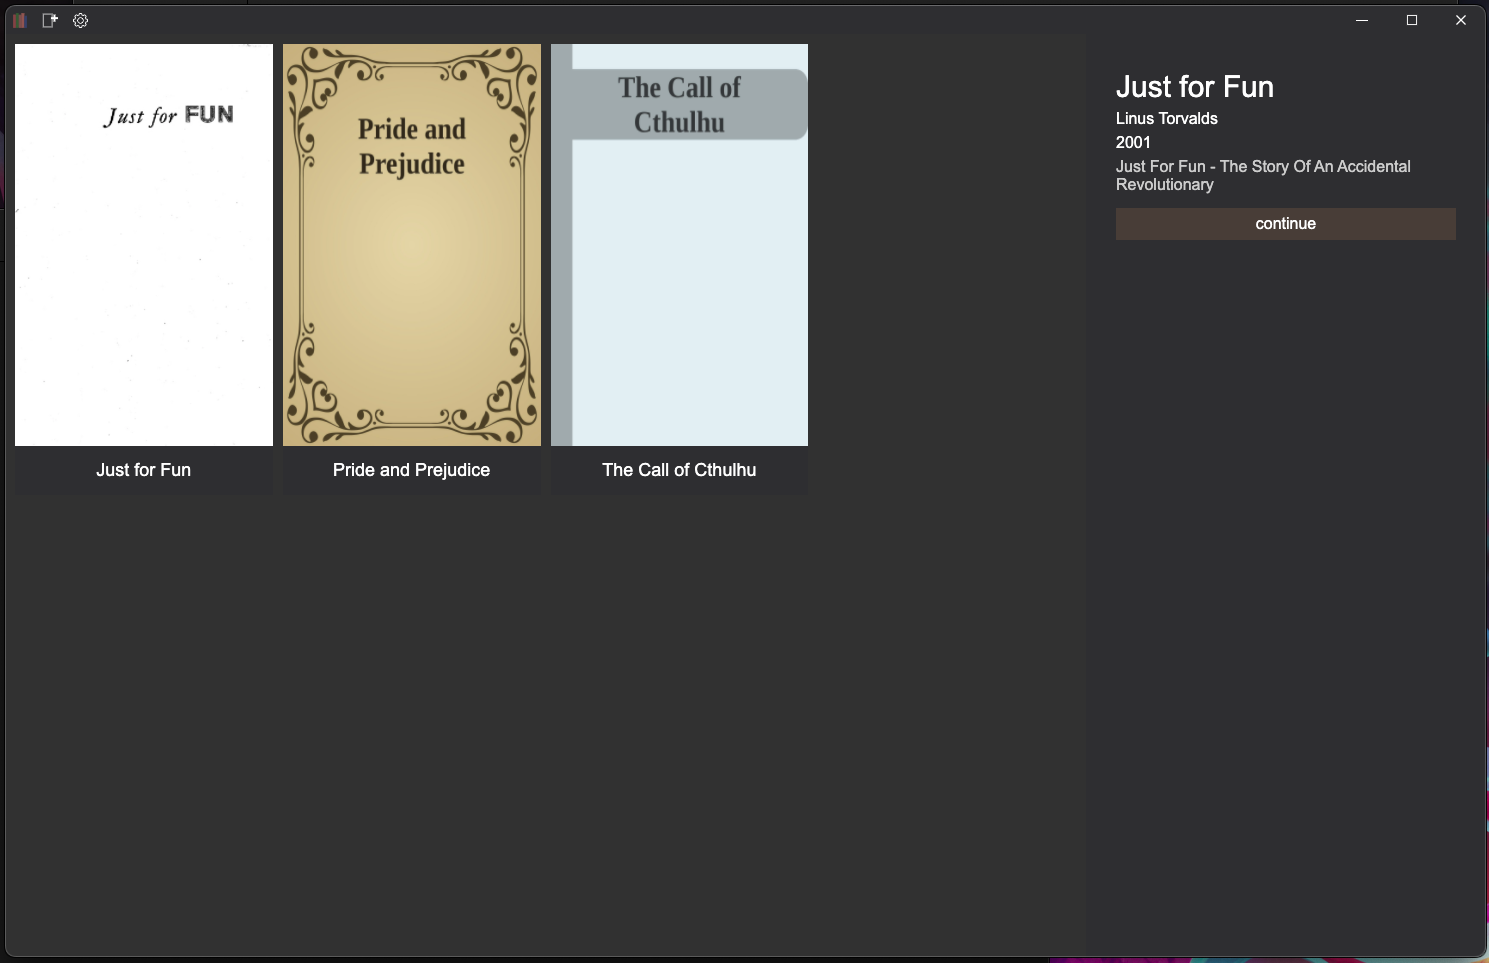 Just for FUN
Pride and
Prejudice
The Call of
Cthulhu
Just for Fun
Pride and Prejudice
The Call of Cthulhu
Just for Fun
Linus Torvalds
2001
Just For Fun - The Story Of An Accidental
Revolutionary
continue